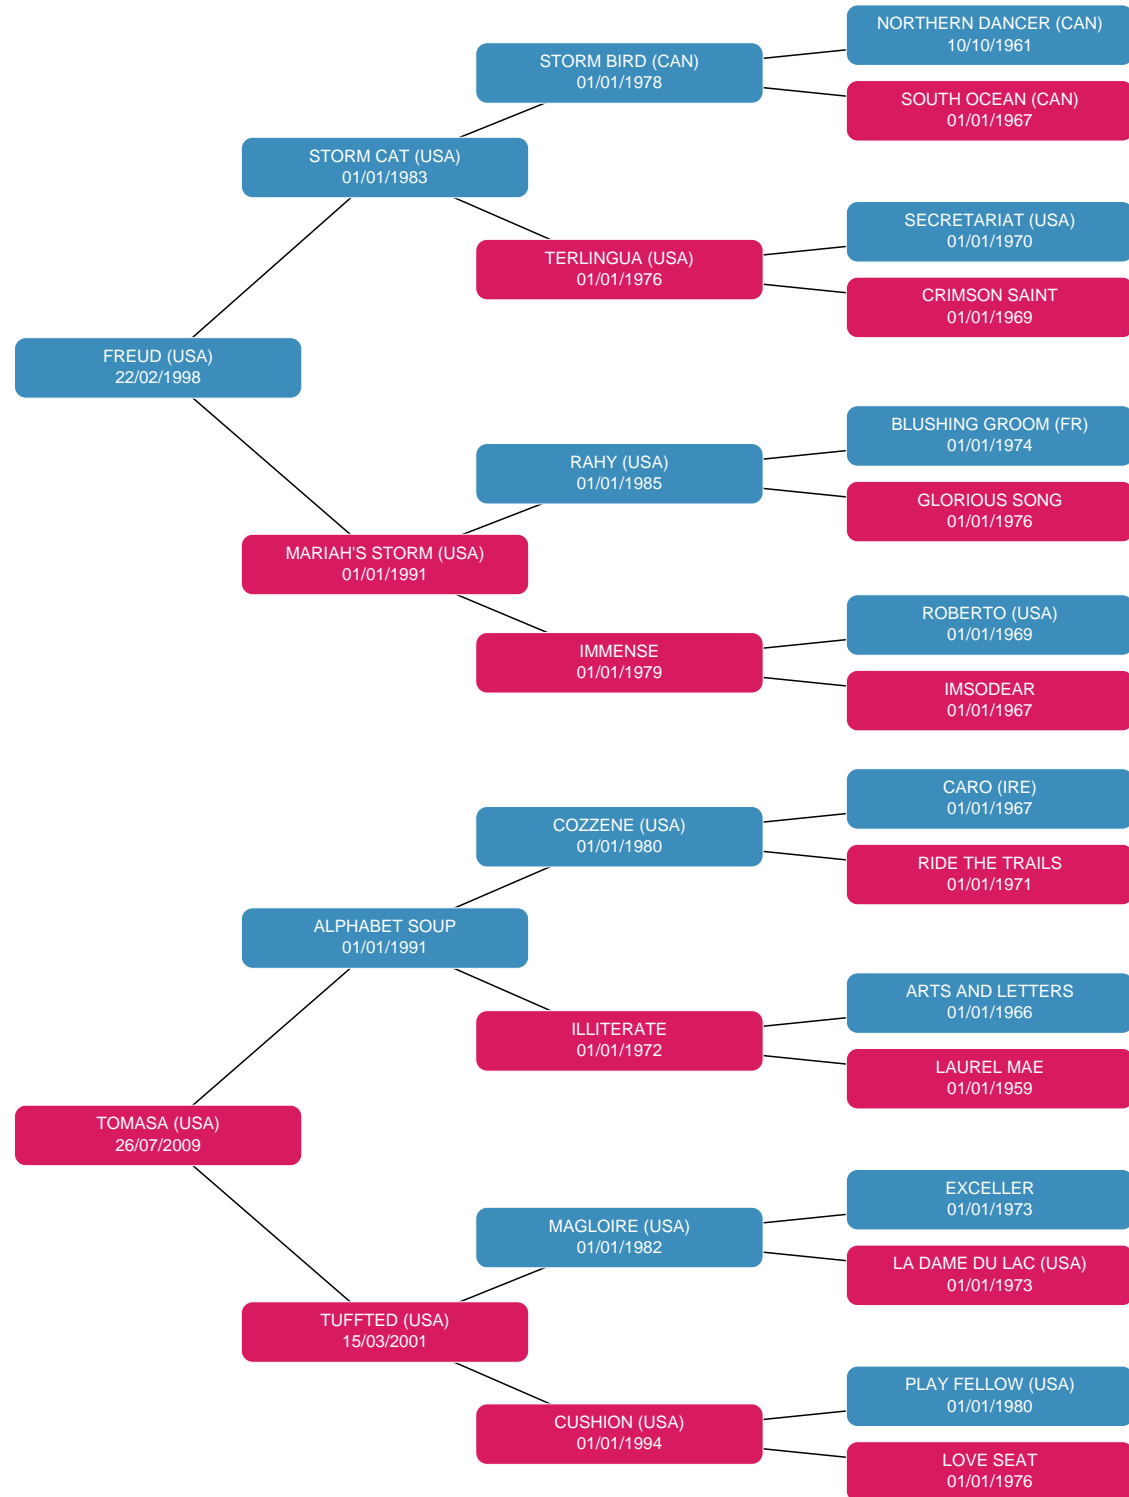 NORTHERN DANCER (CAN)
10/10/1961
STORM BIRD (CAN)
01/01/1978
SOUTH OCEAN (CAN)
01/01/1967
STORM CAT (USA)
01/01/1983
SECRETARIAT (USA)
01/01/1970
TERLINGUA (USA)
01/01/1976
CRIMSON SAINT
01/01/1969
FREUD (USA)
22/02/1998
BLUSHING GROOM (FR)
01/01/1974
RAHY (USA)
01/01/1985
GLORIOUS SONG
01/01/1976
MARIAH'S STORM (USA)
01/01/1991
ROBERTO (USA)
01/01/1969
IMMENSE
01/01/1979
IMSODEAR
01/01/1967
CARO (IRE)
01/01/1967
COZZENE (USA)
01/01/1980
RIDE THE TRAILS
01/01/1971
ALPHABET SOUP
01/01/1991
ARTS AND LETTERS
01/01/1966
ILLITERATE
01/01/1972
LAUREL MAE
01/01/1959
TOMASA (USA)
26/07/2009
EXCELLER
01/01/1973
MAGLOIRE (USA)
01/01/1982
LA DAME DU LAC (USA)
01/01/1973
TUFFTED (USA)
15/03/2001
PLAY FELLOW (USA)
01/01/1980
CUSHION (USA)
01/01/1994
LOVE SEAT
01/01/1976